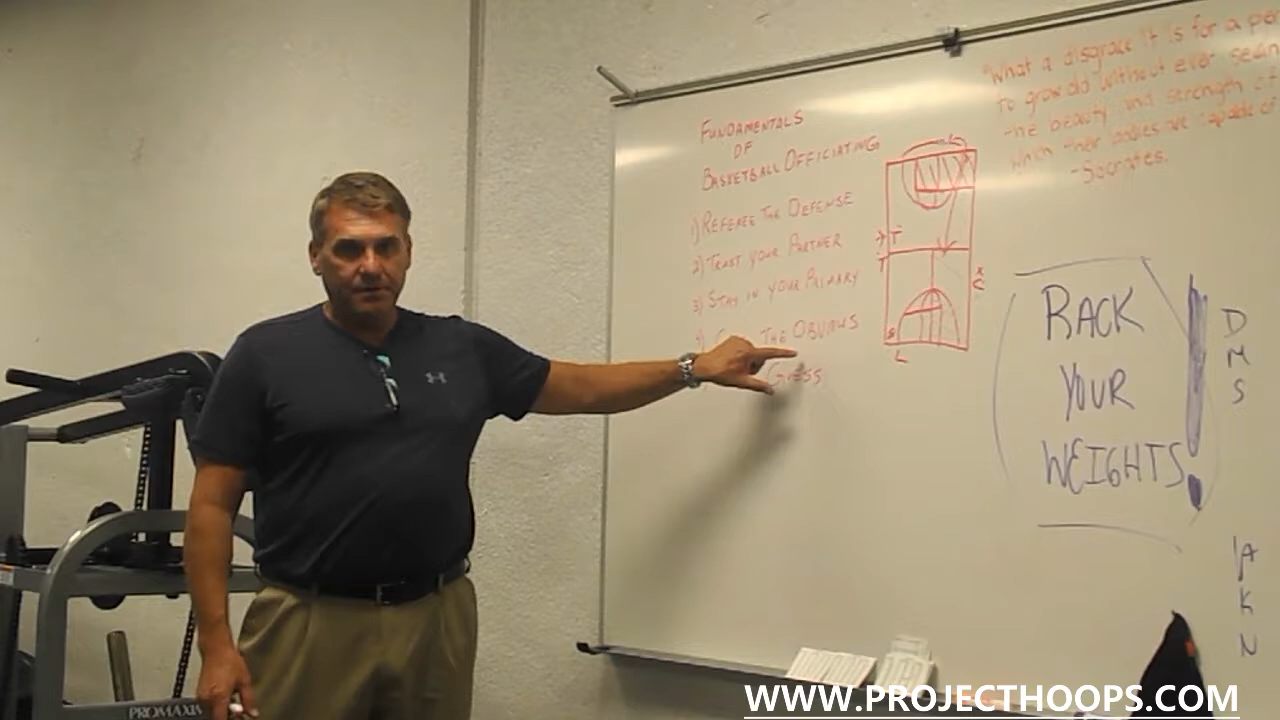 FUNDAMENTALS
OF
BASKETBALL OFFICIATING
1) REFEREE THE DEFENSE
2) TRUST YOUR PARTNER
3) STAY IN YOUR PRIMARY
THE OBVIOUS
GUESS
T
T
C
L
"What a disgrace it is for a
to grow old without ever
the beauty and strength of
which their bodies are capable of
-Socrates.
RACK
YOUR
WEIGHTS!
D
M
S
A
K
N
PROMAXIMA
WWW.PROJECTHOOPS.COM